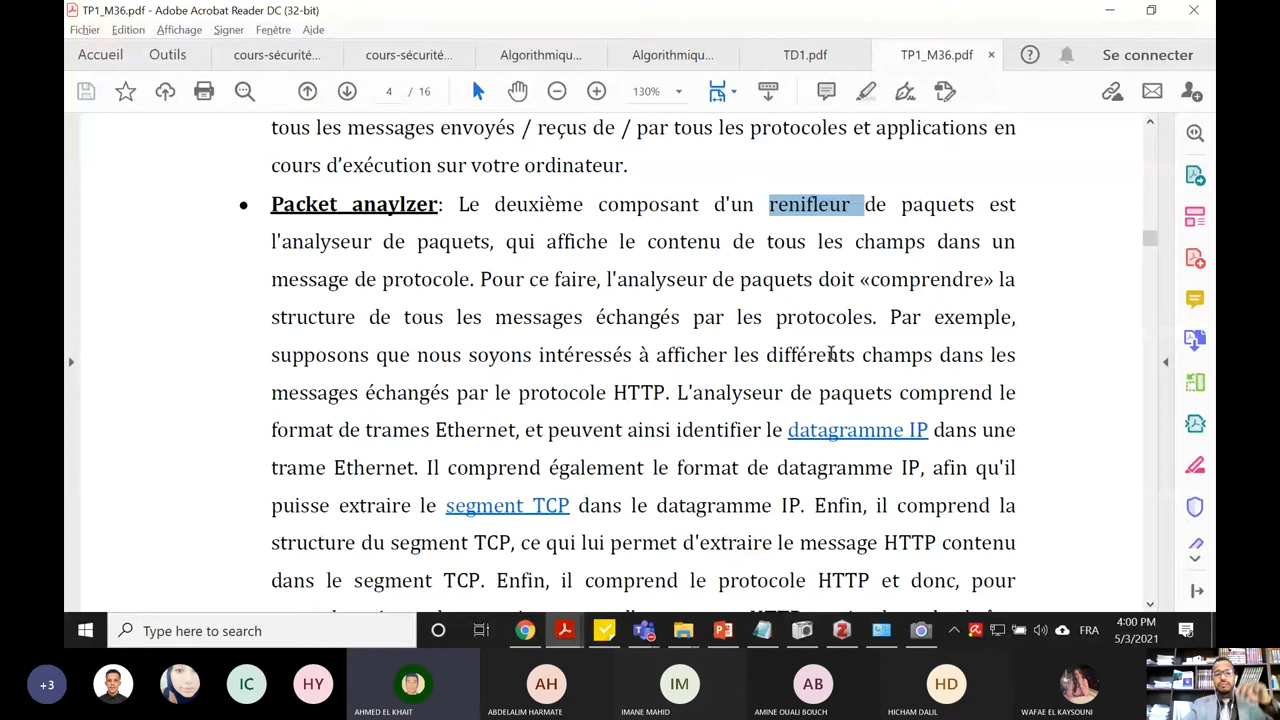 TP1_M36.pdf - Adobe Acrobat Reader DC (32-bit)
Fichier Edition Affichage Signer Fenêtre Aide
Accueil Outils cours-sécurité... cours-sécurité... Algorithmiqu... Algorithmiqu... TD1.pdf TP1_M36.pdf × Se connecter
4 / 16 130%
tous les messages envoyés / reçus de / par tous les protocoles et applications en
cours d'exécution sur votre ordinateur.
• Packet anaylzer: Le deuxième composant d'un renifleur de paquets est
l'analyseur de paquets, qui affiche le contenu de tous les champs dans un
message de protocole. Pour ce faire, l'analyseur de paquets doit «comprendre» la
structure de tous les messages échangés par les protocoles. Par exemple,
supposons que nous soyons intéressés à afficher les différents champs dans les
messages échangés par le protocole HTTP. L'analyseur de paquets comprend le
format de trames Ethernet, et peuvent ainsi identifier le datagramme IP dans une
trame Ethernet. Il comprend également le format de datagramme IP, afin qu'il
puisse extraire le segment TCP dans le datagramme IP. Enfin, il comprend la
structure du segment TCP, ce qui lui permet d'extraire le message HTTP contenu
dans le segment TCP. Enfin, il comprend le protocole HTTP et donc, pour
Type here to search
FRA
4:00 PM
5/3/2021
+3 IC HY AH IM AB HD
AHMED EL KHAIT ABDELALIM HARMATE IMANE MAHID AMINE OUALI BOUCH HICHAM DALIL WAFAE EL KAYSOUNI